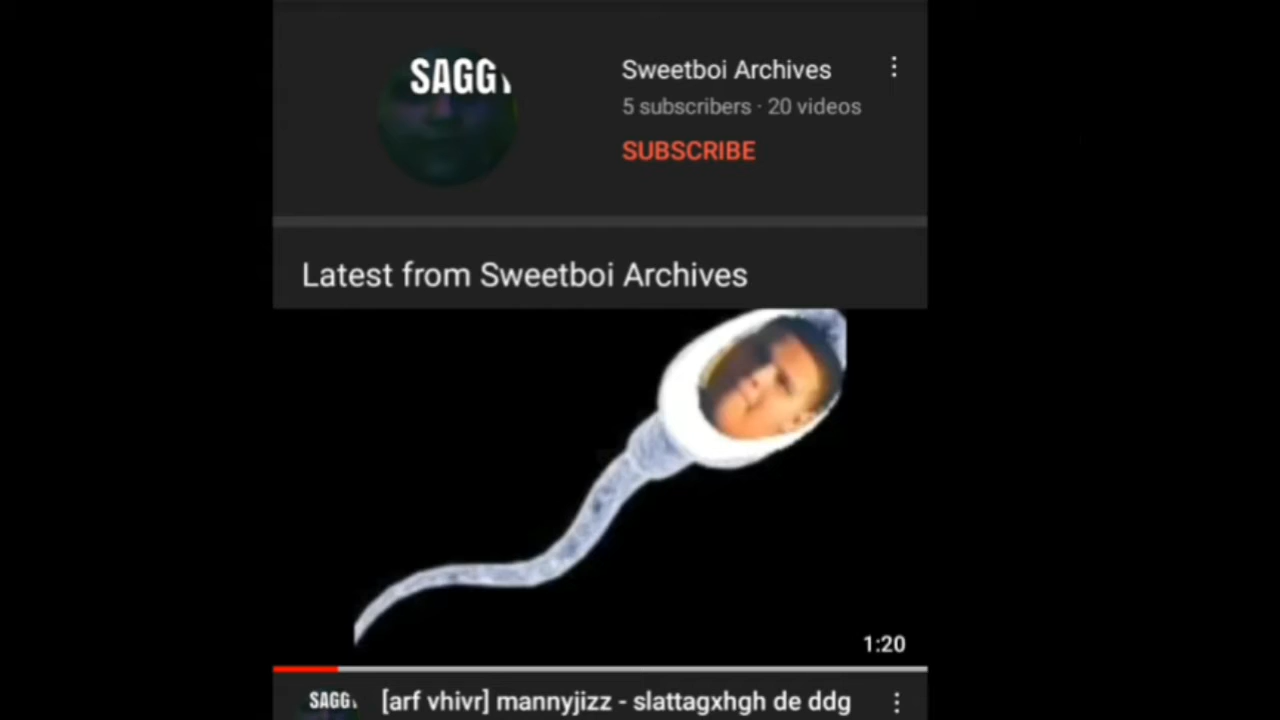 SAGG
Sweetboi Archives
5 subscribers · 20 videos
SUBSCRIBE
Latest from Sweetboi Archives
1:20
SAGG
[arf vhivr] mannyjizz - slattagxhgh de ddg